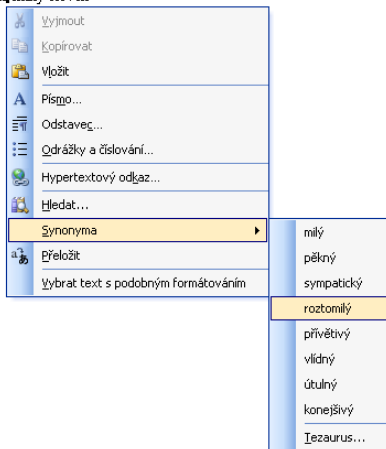 Vyjmout
Kopírovat
Vložit
Písmo...
Odstavec...
Odrážky a číslování...
Hypertextový odkaz...
Hledat...
Synonyma
Přeložit
Vybrat text s podobným formátováním
milý
pěkný
sympatický
roztomilý
přívětivý
vlídný
útulný
konejšivý
Tezaurus...